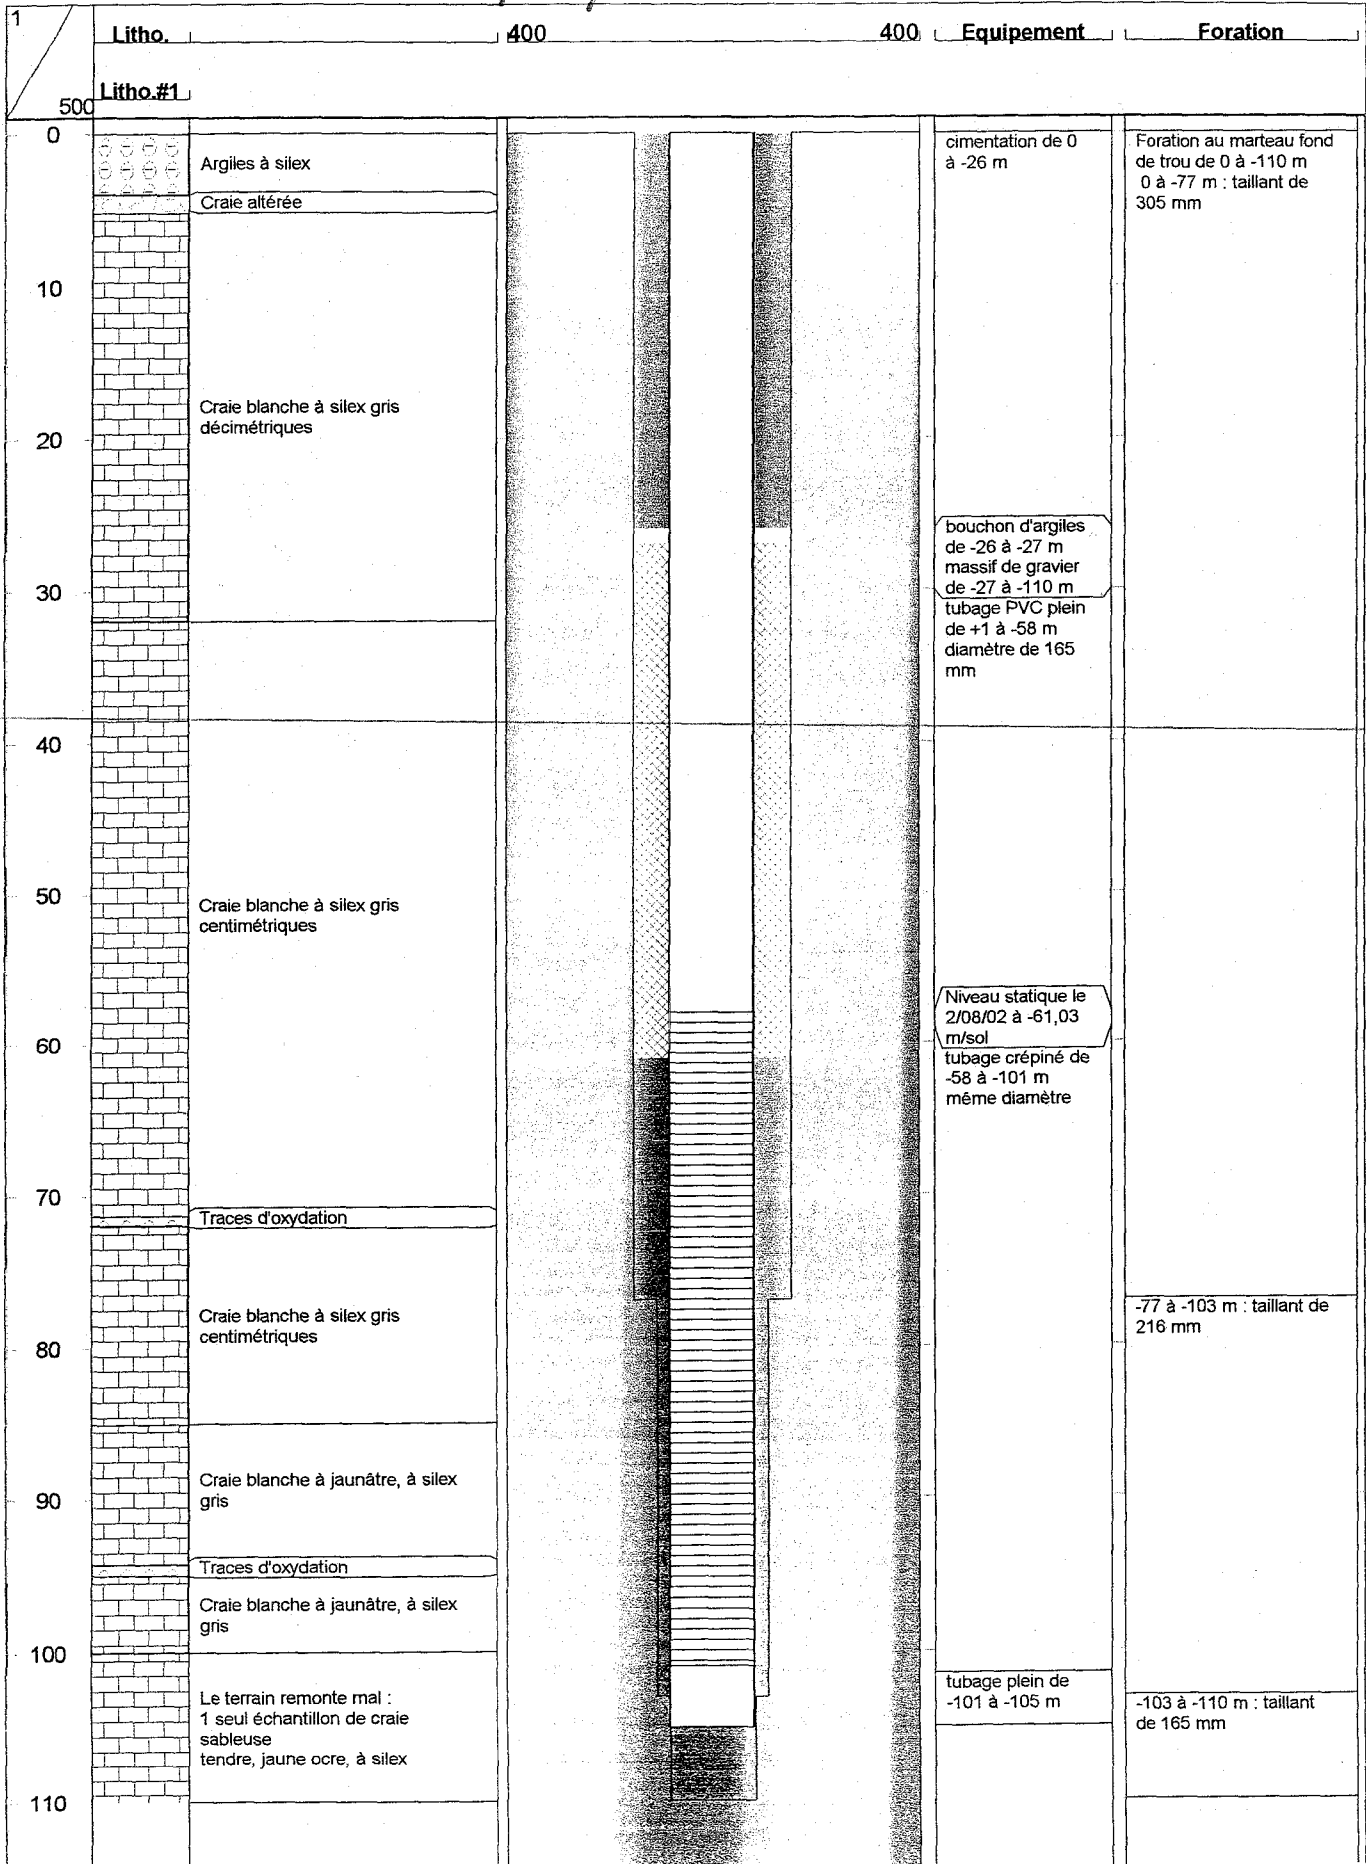 1
500
Litho.
400
400
Equipement
Foration
Litho.#1
0
Argiles à silex
Craie altérée
cimentation de 0
à -26 m
Foration au marteau fond
de trou de 0 à -110 m
0 à -77 m : taillant de
305 mm
10
Craie blanche à silex gris
décimétriques
20
bouchon d'argiles
de -26 à -27 m
massif de gravier
de -27 à -110 m
30
tubage PVC plein
de +1 à -58 m
diamètre de 165
mm
40
50
Craie blanche à silex gris
centimétriques
Niveau statique le
2/08/02 à -61,03
m/sol
60
tubage crépiné de
-58 à -101 m
même diamètre
70
Traces d'oxydation
Craie blanche à silex gris
centimétriques
-77 à -103 m : taillant de
216 mm
80
Craie blanche à jaunâtre, à silex
gris
90
Traces d'oxydation
Craie blanche à jaunâtre, à silex
gris
100
Le terrain remonte mal :
1 seul échantillon de craie
sableuse
tendre, jaune ocre, à silex
tubage plein de
-101 à -105 m
-103 à -110 m : taillant
de 165 mm
110